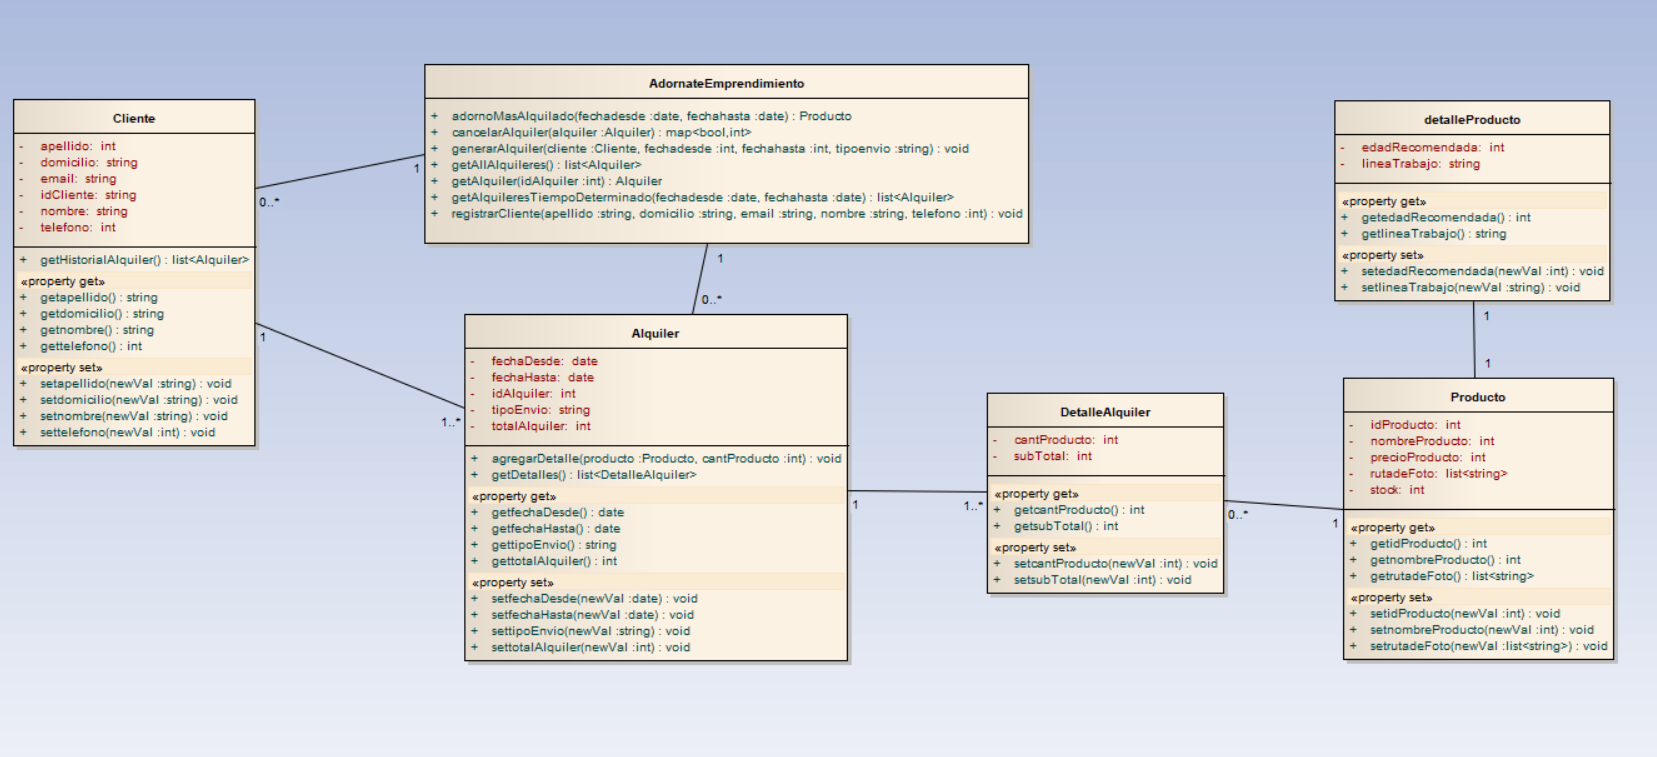 Cliente
- apellido: int
- domicilio: string
- email: string
- idCliente: string
- nombre: string
- telefono: int
+ getHistorialAlquiler() : list<Alquiler>
«property get»
+ getapellido() : string
+ getdomicilio() : string
+ getnombre() : string
+ gettelefono() : int
«property set»
+ setapellido(newVal :string) : void
+ setdomicilio(newVal :string) : void
+ setnombre(newVal :string) : void
+ settelefono(newVal :int) : void
0..*
1
1
1..*
AdornateEmprendimiento
+ adornoMasAlquilado(fechadesde :date, fechahasta :date) : Producto
+ cancelarAlquiler(alquiler :Alquiler) : map<bool,int>
+ generarAlquiler(cliente :Cliente, fechadesde :int, fechahasta :int, tipoenvio :string) : void
+ getAllAlquileres() : list<Alquiler>
+ getAlquiler(idAlquiler :int) : Alquiler
+ getAlquileresTiempoDeterminado(fechadesde :date, fechahasta :date) : list<Alquiler>
+ registrarCliente(apellido :string, domicilio :string, email :string, nombre :string, telefono :int) : void
1
0..*
Alquiler
- fechaDesde: date
- fechaHasta: date
- idAlquiler: int
- tipoEnvio: string
- totalAlquiler: int
+ agregarDetalle(producto :Producto, cantProducto :int) : void
+ getDetalles() : list<DetalleAlquiler>
«property get»
+ getfechaDesde() : date
+ getfechaHasta() : date
+ gettipoEnvio() : string
+ gettotalAlquiler() : int
«property set»
+ setfechaDesde(newVal :date) : void
+ setfechaHasta(newVal :date) : void
+ settipoEnvio(newVal :string) : void
+ settotalAlquiler(newVal :int) : void
1
1..*
DetalleAlquiler
- cantProducto: int
- subTotal: int
«property get»
+ getcantProducto() : int
+ getsubTotal() : int
«property set»
+ setcantProducto(newVal :int) : void
+ setsubTotal(newVal :int) : void
0..*
1
detalleProducto
- edadRecomendada: int
- lineaTrabajo: string
«property get»
+ getedadRecomendada() : int
+ getlineaTrabajo() : string
«property set»
+ setedadRecomendada(newVal :int) : void
+ setlineaTrabajo(newVal :string) : void
1
1
Producto
- idProducto: int
- nombreProducto: int
- precioProducto: int
- rutadeFoto: list<string>
- stock: int
«property get»
+ getidProducto() : int
+ getnombreProducto() : int
+ getrutadeFoto() : list<string>
«property set»
+ setidProducto(newVal :int) : void
+ setnombreProducto(newVal :int) : void
+ setrutadeFoto(newVal :list<string>) : void